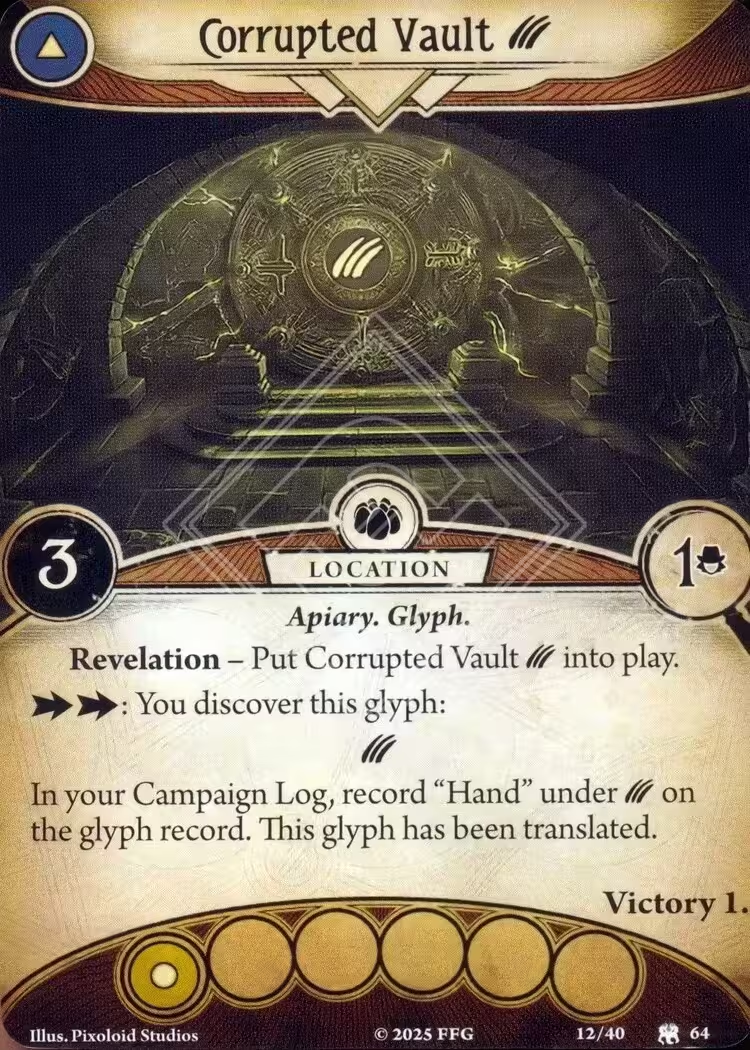 Corrupted Vault
3
1
LOCATION
Apiary. Glyph.
Revelation – Put Corrupted Vault into play.
: You discover this glyph:
In your Campaign Log, record “Hand” under on
the glyph record. This glyph has been translated.
Victory 1.
Illus. Pixoloid Studios © 2025 FFG 12/40 64